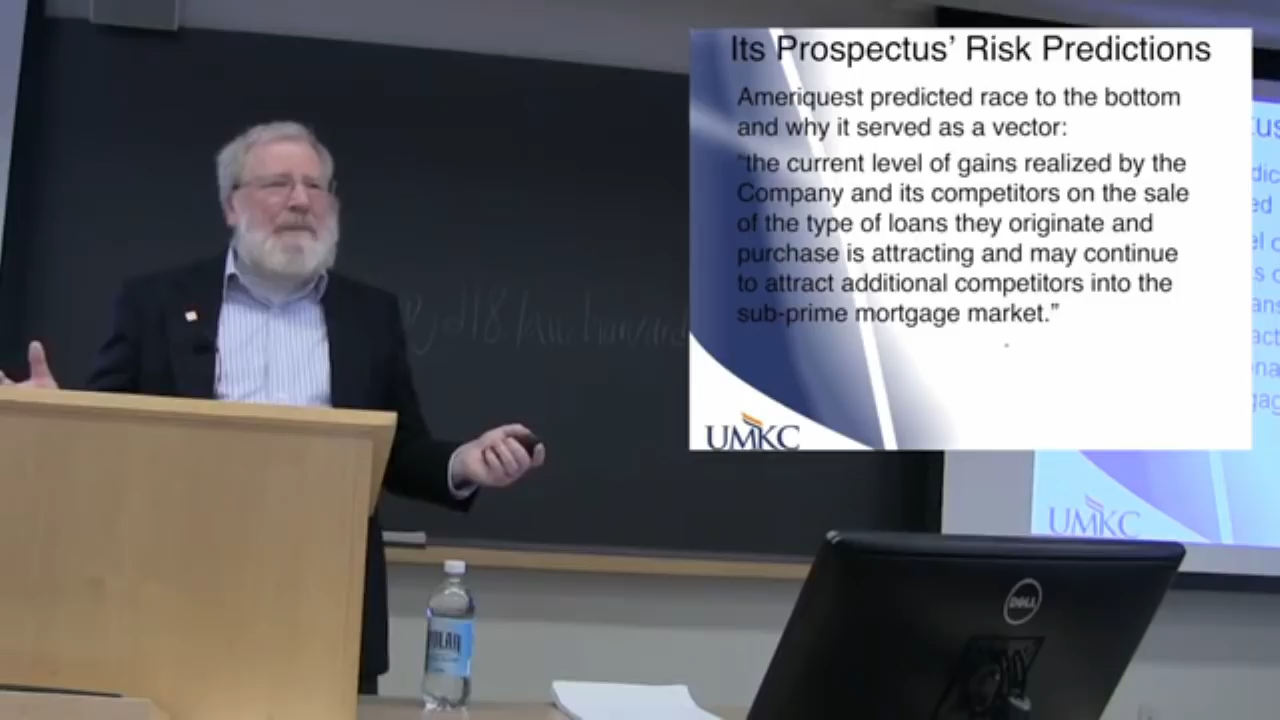 Its Prospectus’ Risk Predictions
Ameriquest predicted race to the bottom
and why it served as a vector:
“the current level of gains realized by the
Company and its competitors on the sale
of the type of loans they originate and
purchase is attracting and may continue
to attract additional competitors into the
sub-prime mortgage market.”
UMKC
UMKC
DELL